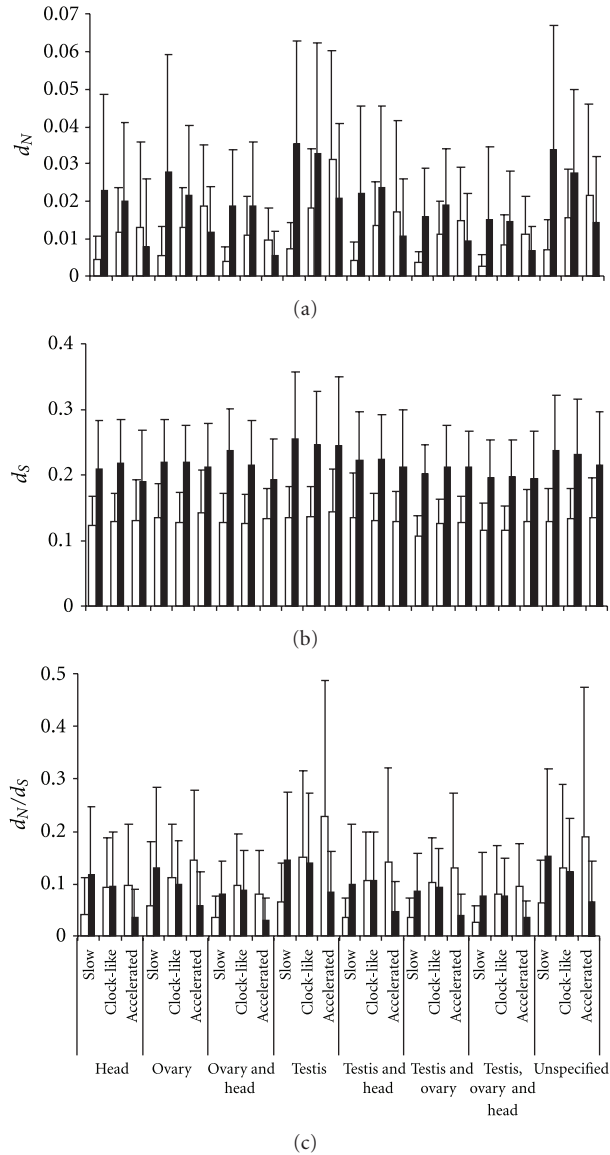 0.07
0.06
0.05
0.04
0.03
0.02
0.01
0
dN
(a)
0.4
0.3
0.2
0.1
0
dS
(b)
0.5
0.4
0.3
0.2
0.1
0
dN/dS
Slow
Clock-like
Accelerated
Slow
Clock-like
Accelerated
Slow
Clock-like
Accelerated
Slow
Clock-like
Accelerated
Slow
Clock-like
Accelerated
Slow
Clock-like
Accelerated
Slow
Clock-like
Accelerated
Slow
Clock-like
Accelerated
Head
Ovary
Ovary and
head
Testis
Testis and
head
Testis and
ovary
Testis,
ovary and
head
Unspecified
(c)